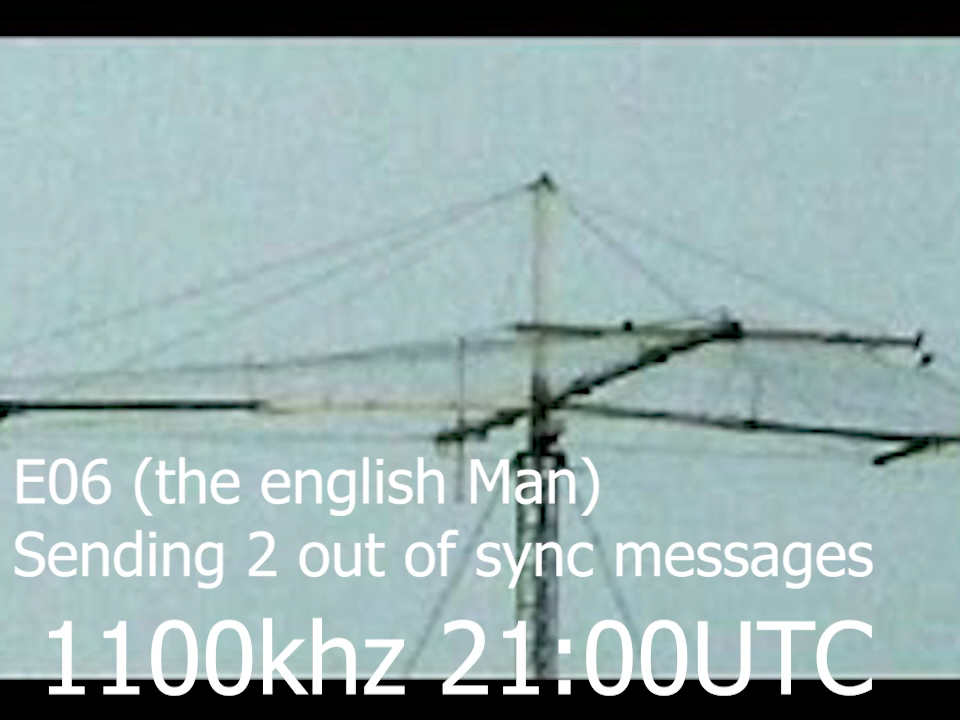 E06 (the english Man)
Sending 2 out of sync messages
1100khz 21:00UTC